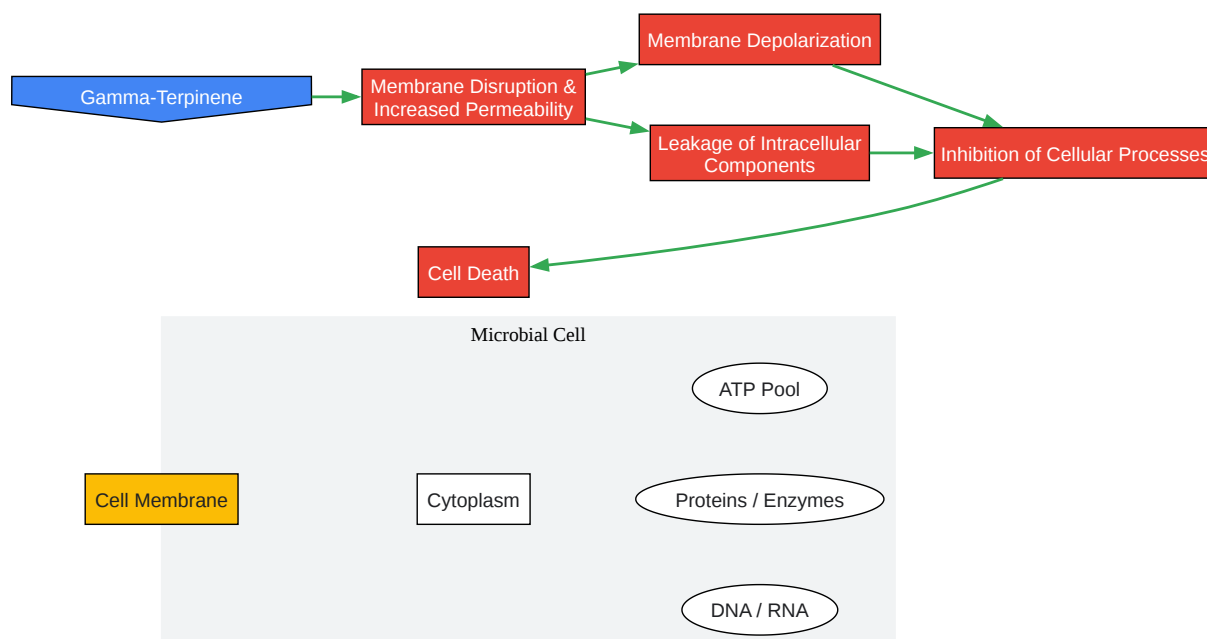 Gamma-Terpinene
Membrane Disruption &
Increased Permeability
Membrane Depolarization
Leakage of Intracellular
Components
Inhibition of Cellular Processes
Cell Death
Microbial Cell
ATP Pool
Cell Membrane
Cytoplasm
Proteins / Enzymes
DNA / RNA